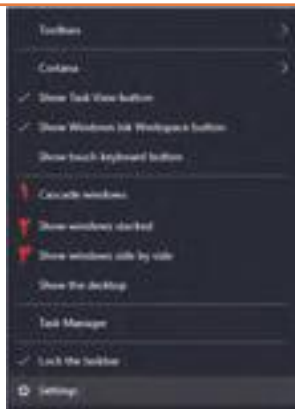 Toolbars
Cortana
Show Task View button
Show Windows Ink Workspace button
Show touch keyboard button
Cascade windows
Show windows stacked
Show windows side by side
Show the desktop
Task Manager
Lock the taskbar
Settings